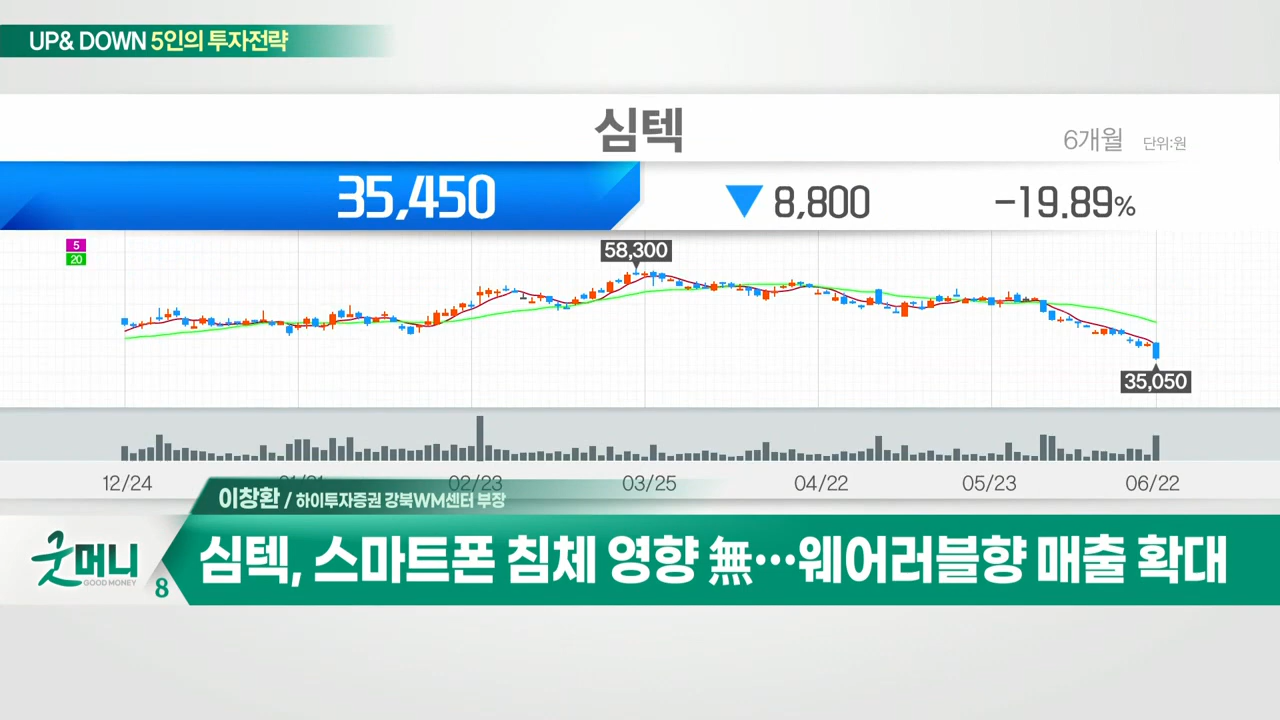 UP& DOWN 5인의 투자전략
심텍
6개월 단위:원
35,450 ▼ 8,800 -19.89%
5
20
58,300
35,050
12/24 02/23 03/25 04/22 05/23 06/22
이창환 / 하이투자증권 강북WM센터 부장
심텍, 스마트폰 침체 영향 無…웨어러블향 매출 확대
굿머니
GOOD MONEY
8